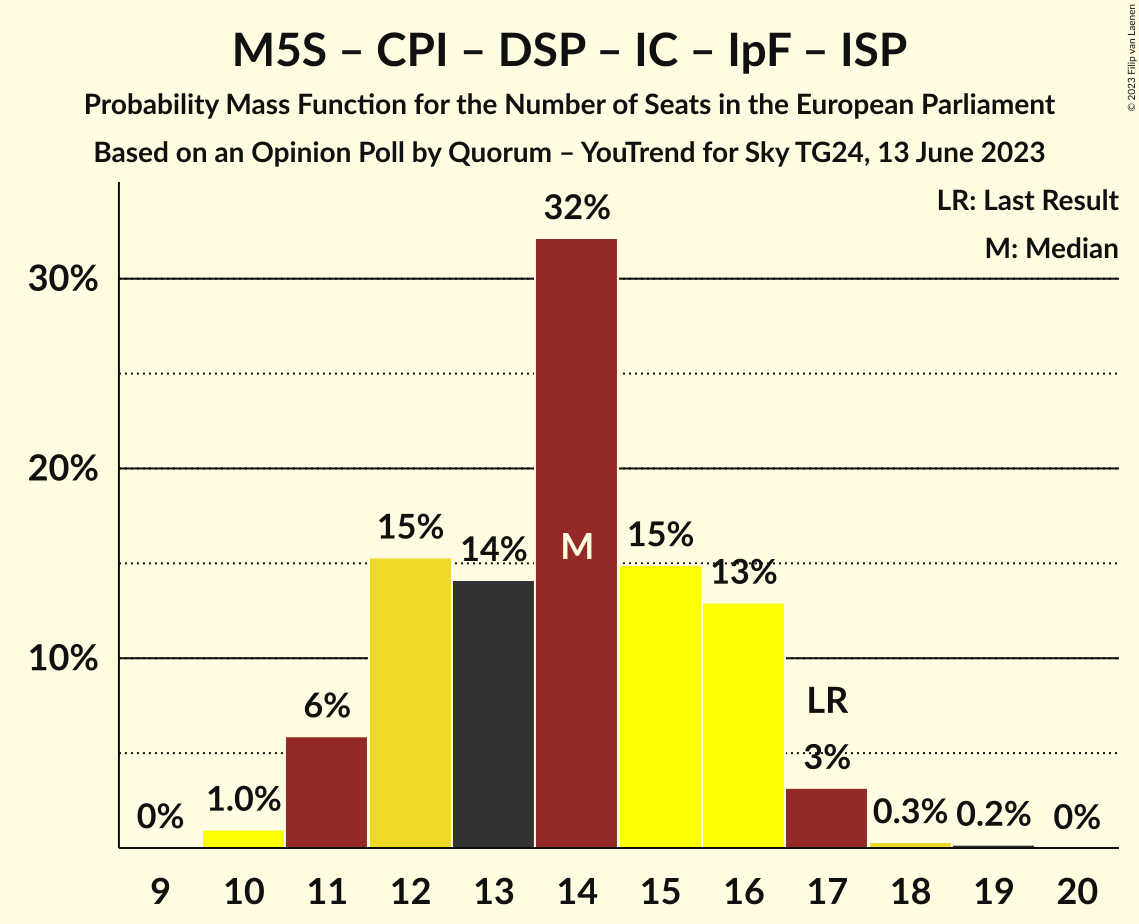 M5S – CPI – DSP – IC – IpF – ISP
Probability Mass Function for the Number of Seats in the European Parliament
Based on an Opinion Poll by Quorum – YouTrend for Sky TG24, 13 June 2023
© 2023 Filip van Laenen
LR: Last Result
M: Median
30%
20%
10%
0%
1.0%
6%
15%
14%
32%
M
15%
13%
LR
3%
0.3%
0.2%
0%
9 10 11 12 13 14 15 16 17 18 19 20